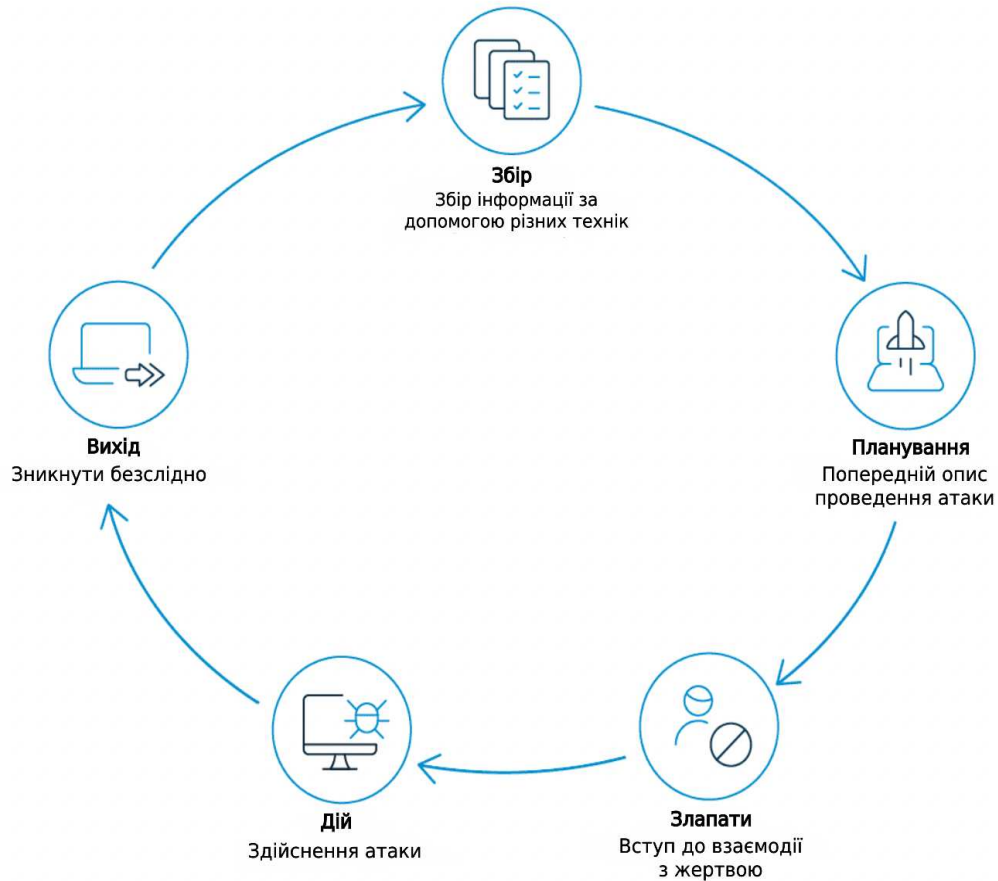 Збір
Збір інформації за
допомогою різних технік
Вихід
Зникнути безслідно
Планування
Попередній опис
проведення атаки
Дій
Здійснення атаки
Злапати
Вступ до взаємодії
з жертвою